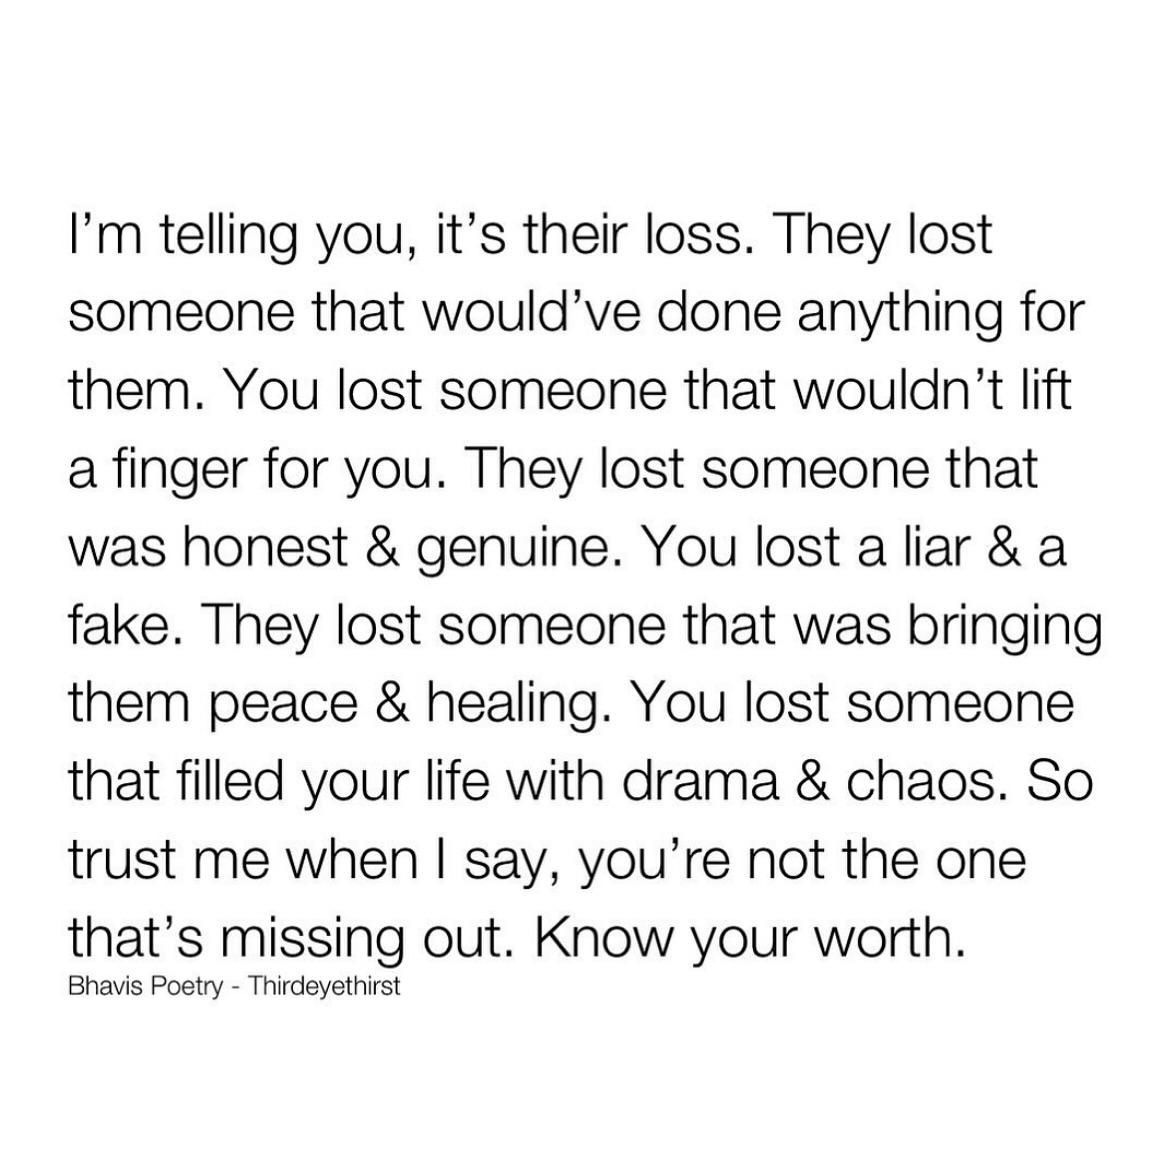 I’m telling you, it’s their loss. They lost
someone that would’ve done anything for
them. You lost someone that wouldn’t lift
a finger for you. They lost someone that
was honest & genuine. You lost a liar & a
fake. They lost someone that was bringing
them peace & healing. You lost someone
that filled your life with drama & chaos. So
trust me when I say, you’re not the one
that’s missing out. Know your worth.
Bhavis Poetry - Thirdeyethirst